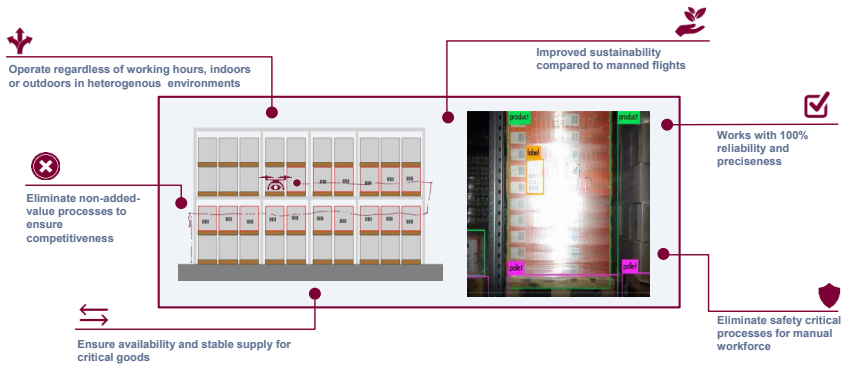 Operate regardless of working hours, indoors
or outdoors in heterogenous environments
Improved sustainability
compared to manned flights
Works with 100%
reliability and
preciseness
Eliminate non-added-
value processes to
ensure
competitiveness
product
product
label
pallet
pallet
Ensure availability and stable supply for
critical goods
Eliminate safety critical
processes for manual
workforce